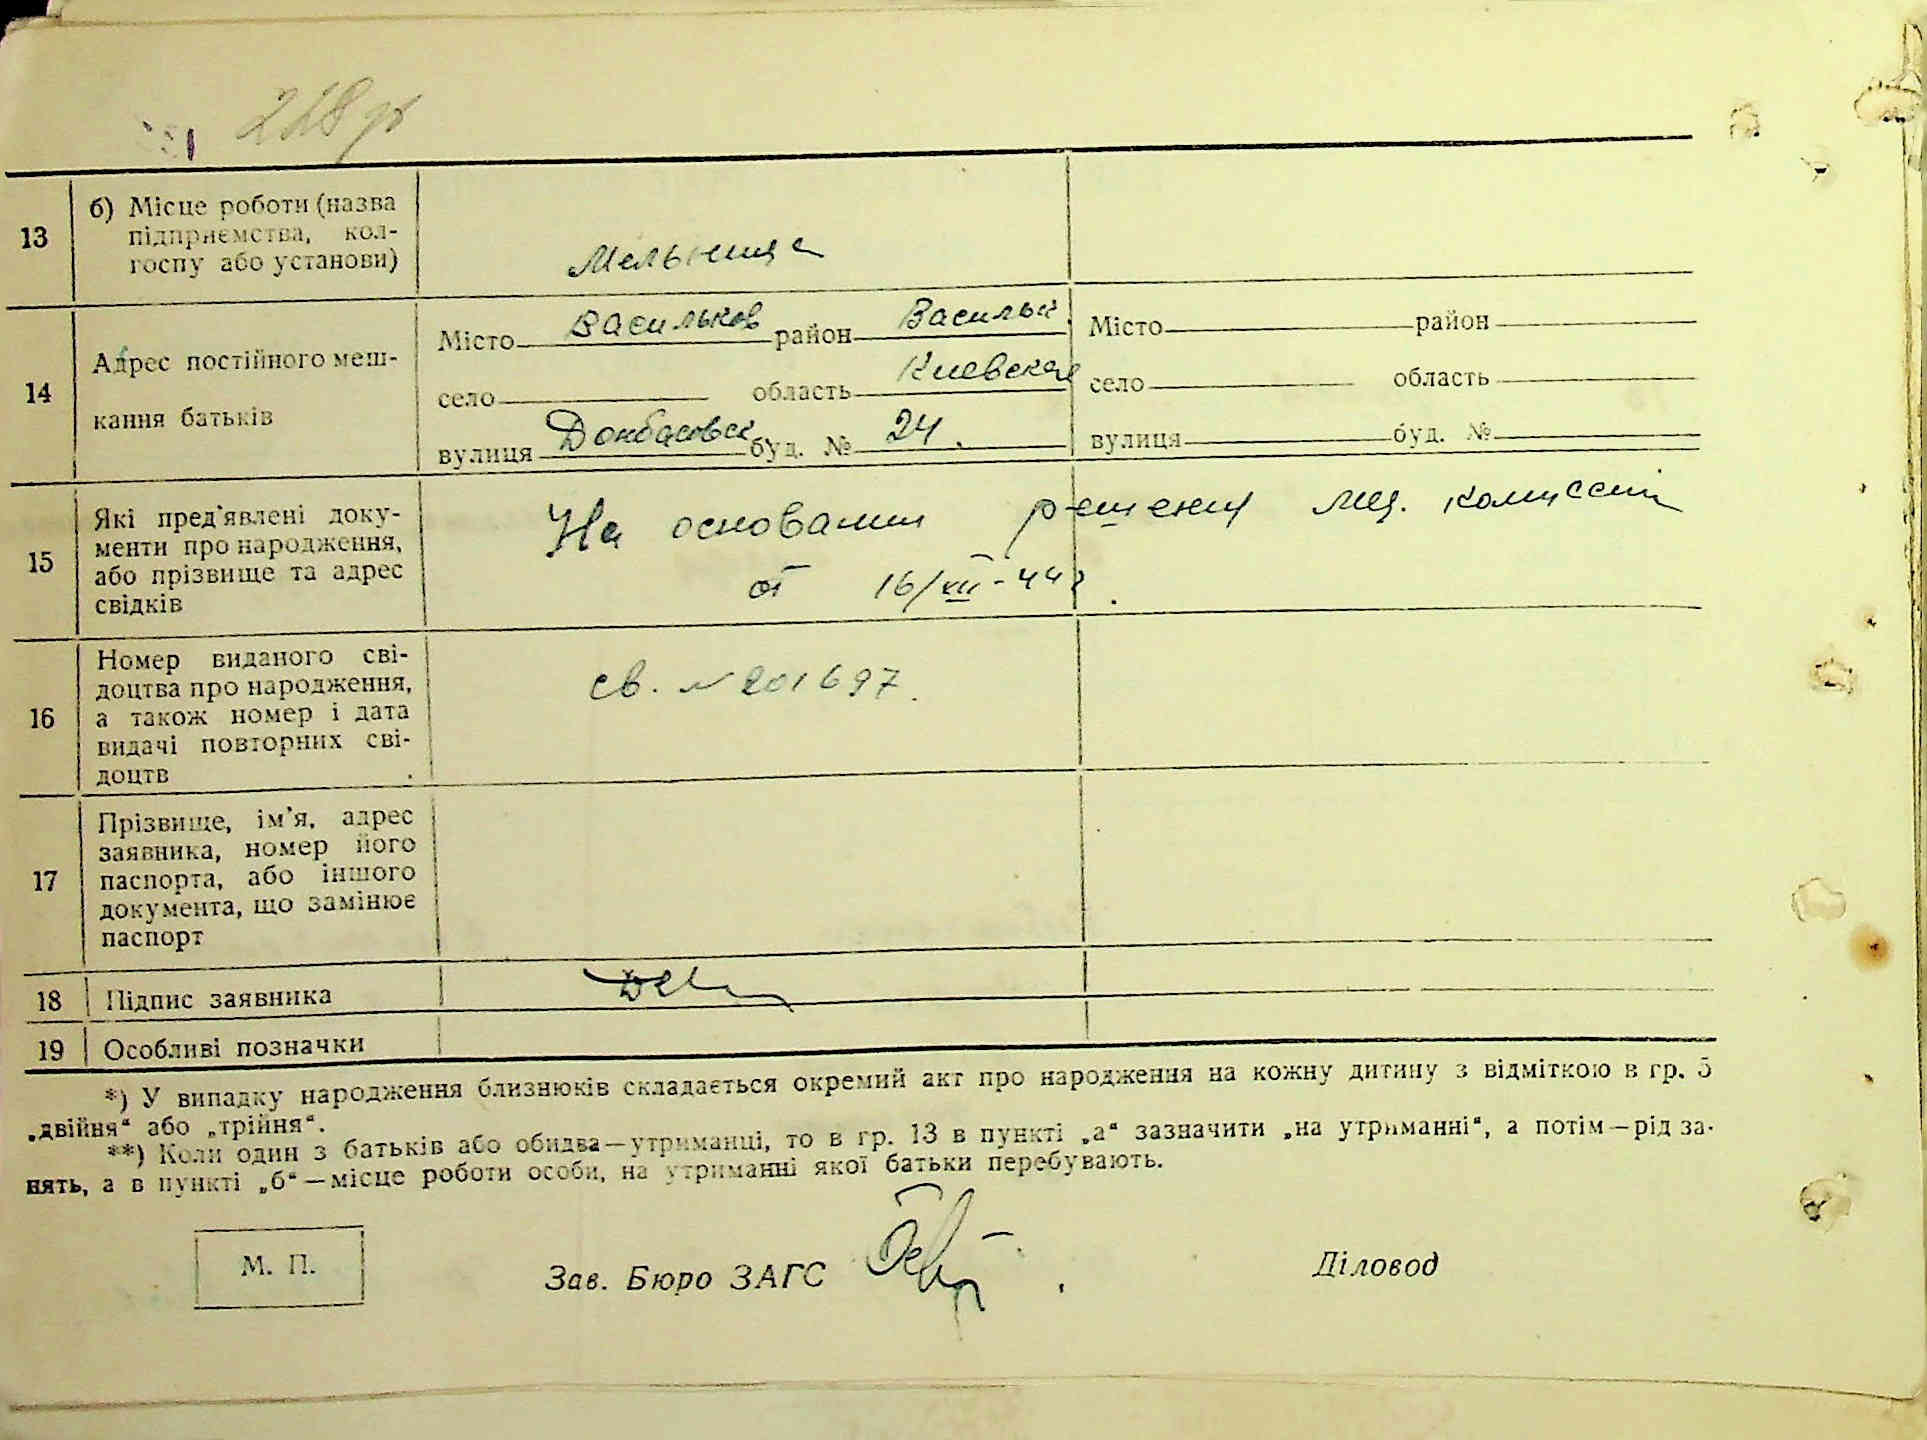 228
13
б) Місце роботи (назва
підприємства, кол-
госпу або установи)
Мельница
14
Адрес постійного меш-
кання батьків
Місто Васильков район Васильк.
село область Киевская
вулиця Донбасовск. буд. № 24.
Місто район
село область
вулиця буд. №
15
Які пред'явлені доку-
менти про народження,
або прізвище та адрес
свідків
На основании решения мед. комиссии
от 16/XII-44 г.
16
Номер виданого сві-
доцтва про народження,
а також номер і дата
видачі повторних сві-
доцтв
св. № 201697.
17
Прізвище, ім'я, адрес
заявника, номер його
паспорта, або іншого
документа, що замінює
паспорт
18 Підпис заявника
19 Особливі позначки
*) У випадку народження близнюків складається окремий акт про народження на кожну дитину з відміткою в гр. 5
„двійня“ або „трійня“.
**) Коли один з батьків або обидва—утриманці, то в гр. 13 в пункті „а“ зазначити „на утриманні“, а потім—рід за-
нять, а в пункті „б“—місце роботи особи, на утриманні якої батьки перебувають.
М. П.
Зав. Бюро ЗАГС
Діловод